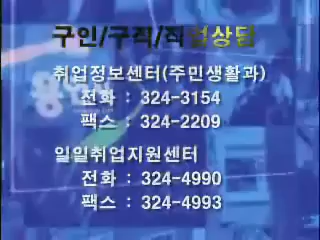 구인/구직/직업상담
취업정보센터(주민생활과)
전화 : 324-3154
팩스 : 324-2209
일일취업지원센터
전화 : 324-4990
팩스 : 324-4993